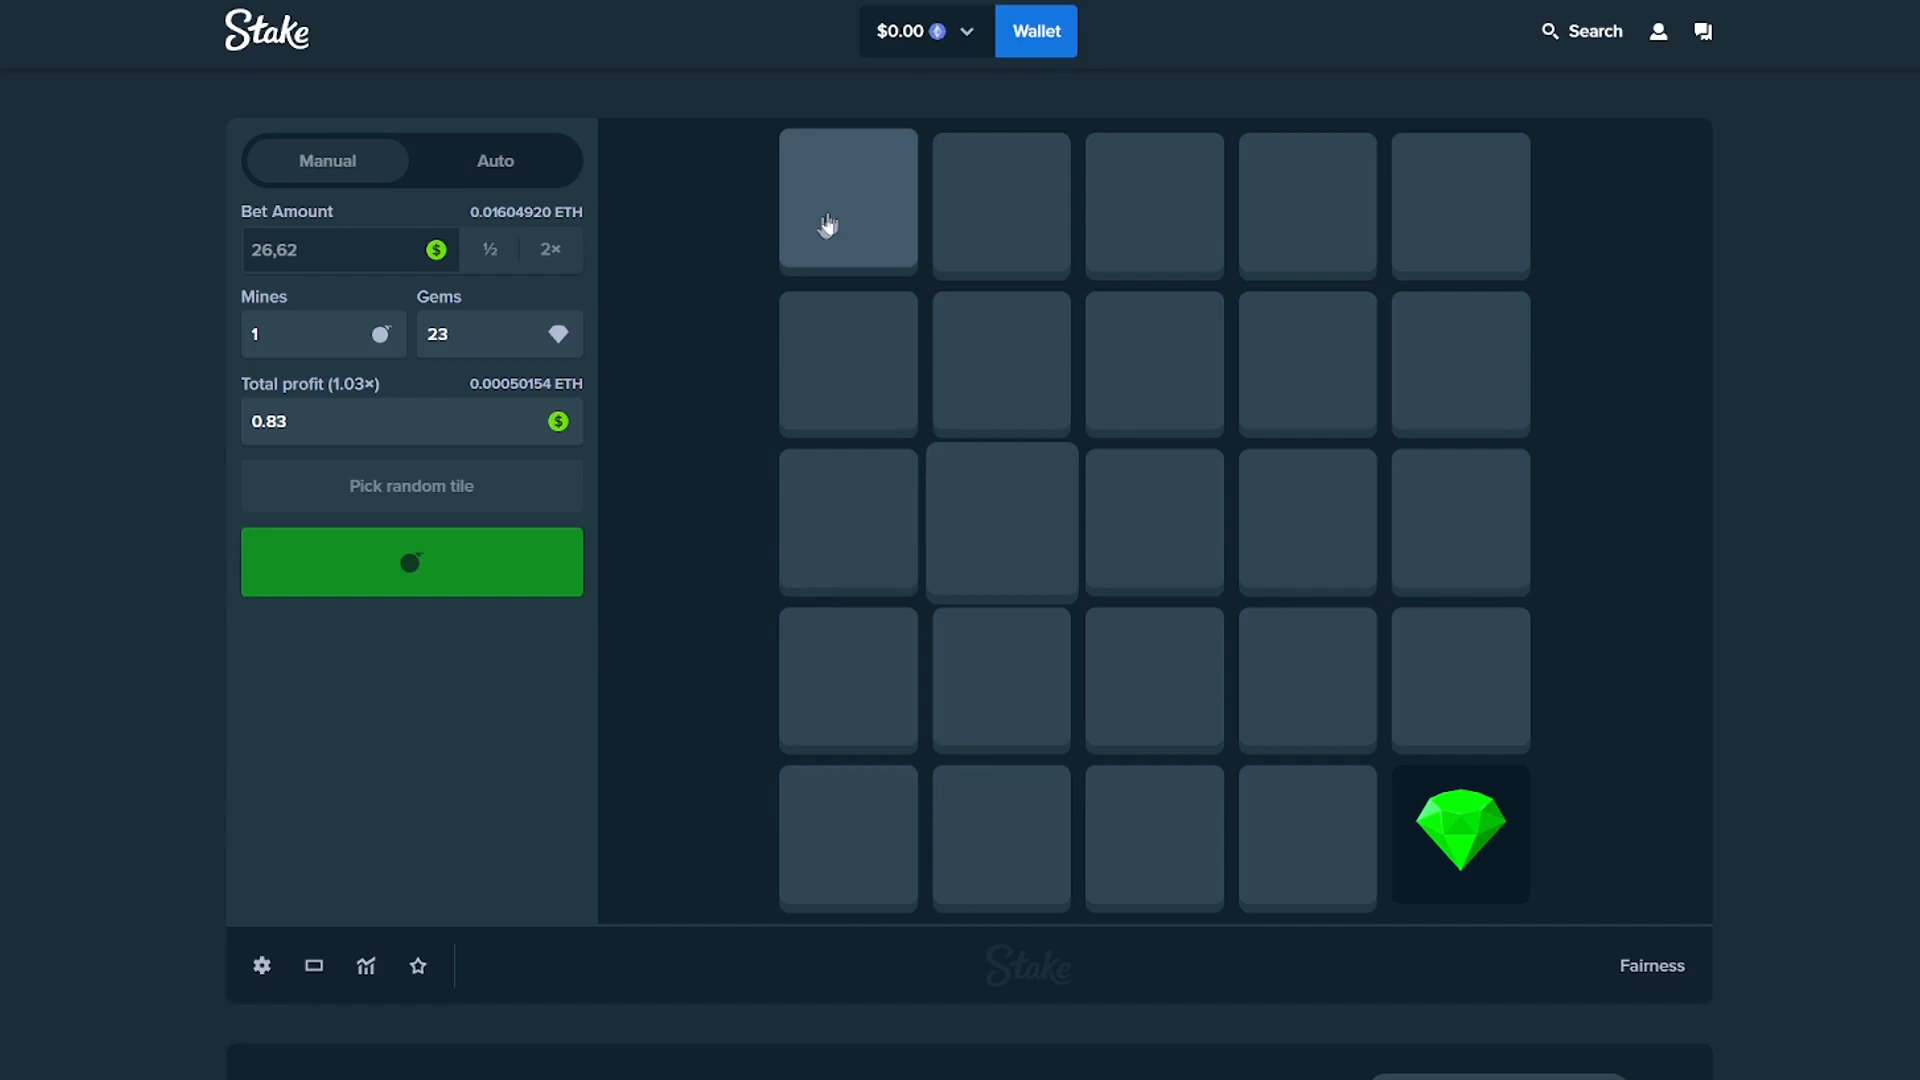 Stake
$0.00
Wallet
Search
Manual
Auto
Bet Amount
0.01604920 ETH
26,62
$
½
2×
Mines
Gems
1
23
Total profit (1.03×)
0.00050154 ETH
0.83
$
Pick random tile
Stake
Fairness